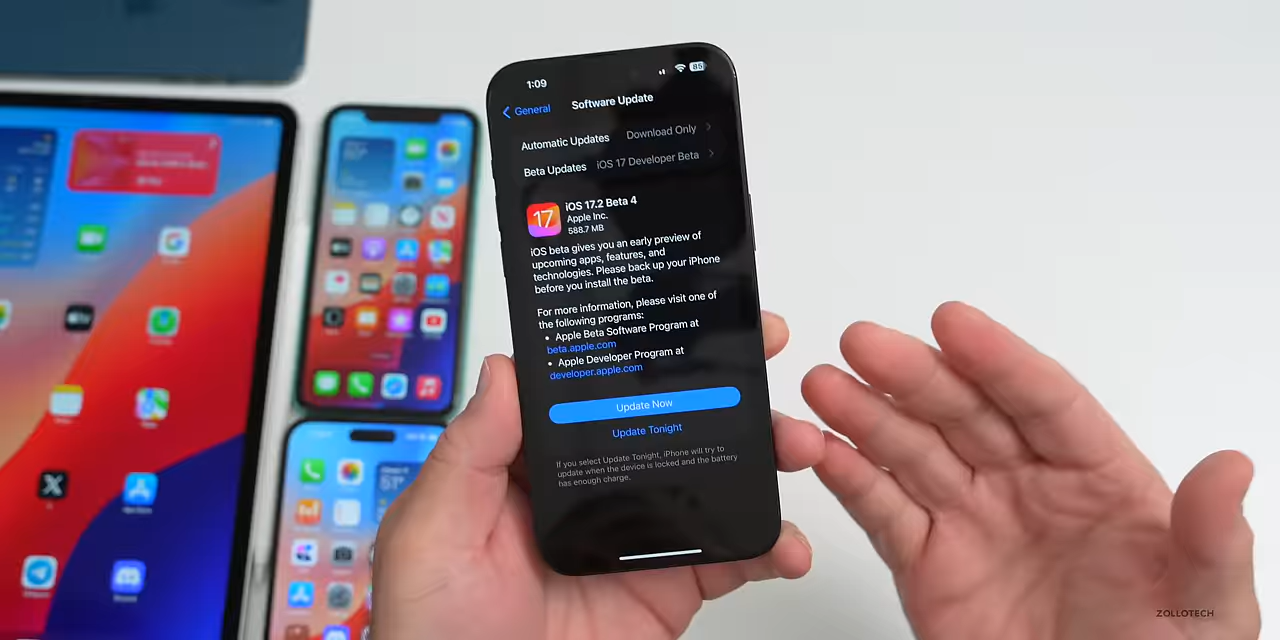 1:09
85
General
Software Update
Automatic Updates
Download Only
Beta Updates
iOS 17 Developer Beta
17
iOS 17.2 Beta 4
Apple Inc.
588.7 MB
iOS beta gives you an early preview of
upcoming apps, features, and
technologies. Please back up your iPhone
before you install the beta.
For more information, please visit one of
the following programs:
• Apple Beta Software Program at
beta.apple.com
• Apple Developer Program at
developer.apple.com
Update Now
Update Tonight
If you select Update Tonight, iPhone will try to
update when the device is locked and the battery
has enough charge.
51°
ZOLLOTECH